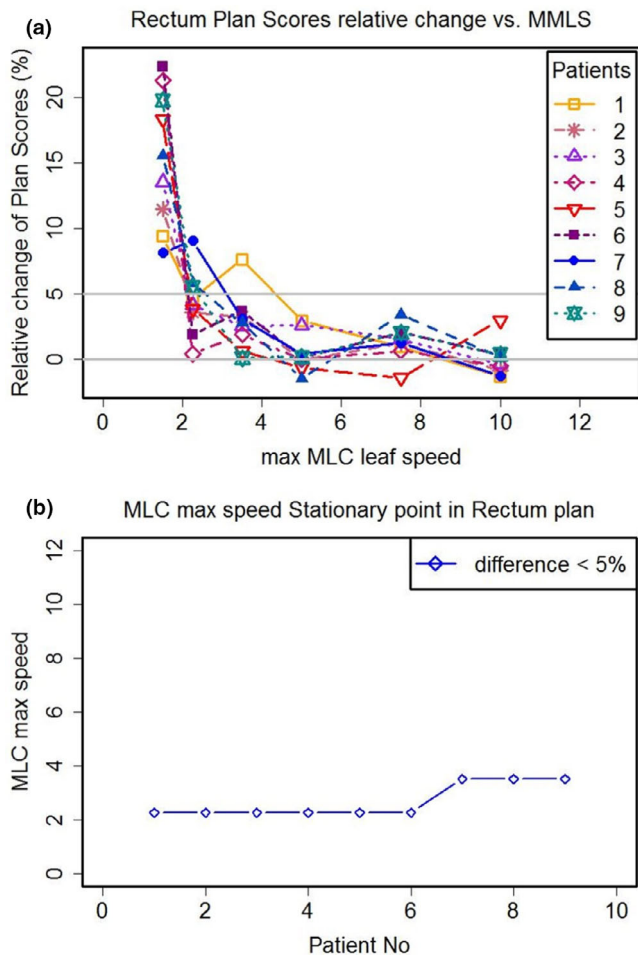 (a)
Rectum Plan Scores relative change vs. MMLS
Relative change of Plan Scores (%)
20
15
10
5
0
Patients
1
2
3
4
5
6
7
8
9
0 2 4 6 8 10 12
max MLC leaf speed
(b)
MLC max speed Stationary point in Rectum plan
MLC max speed
12
10
8
6
4
2
0
difference < 5%
0 2 4 6 8 10
Patient No